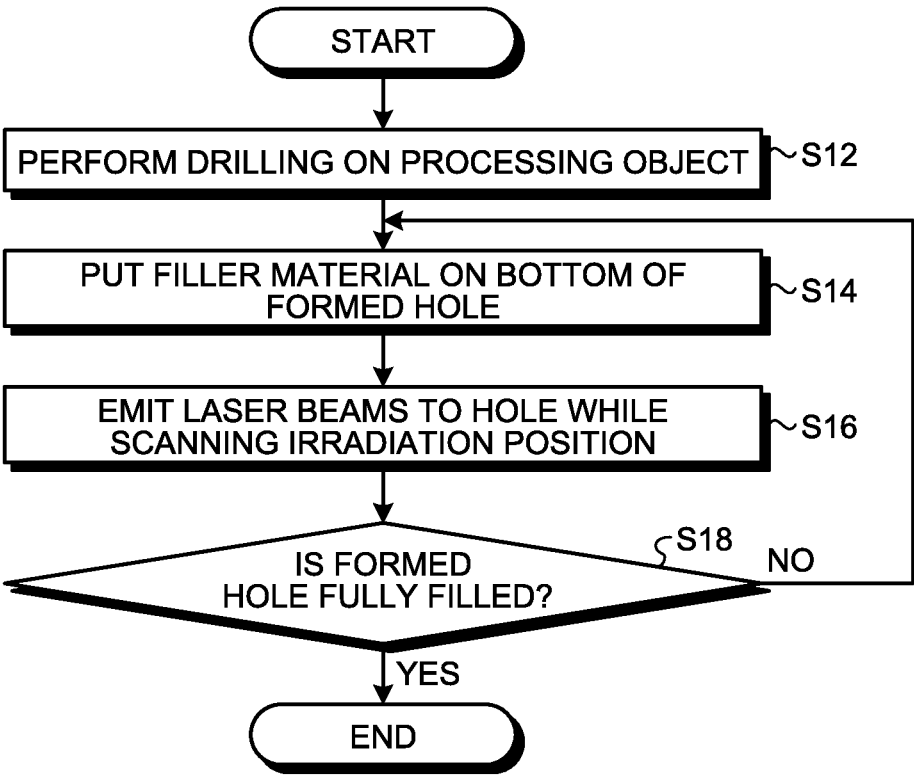 START
PERFORM DRILLING ON PROCESSING OBJECT
S12
PUT FILLER MATERIAL ON BOTTOM OF
FORMED HOLE
S14
EMIT LASER BEAMS TO HOLE WHILE
SCANNING IRRADIATION POSITION
S16
IS FORMED
HOLE FULLY FILLED?
S18
NO
YES
END